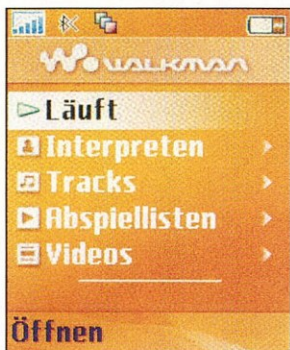 WALKMAN
Läuft
Interpreten
Tracks
Abspiellisten
Videos
Öffnen